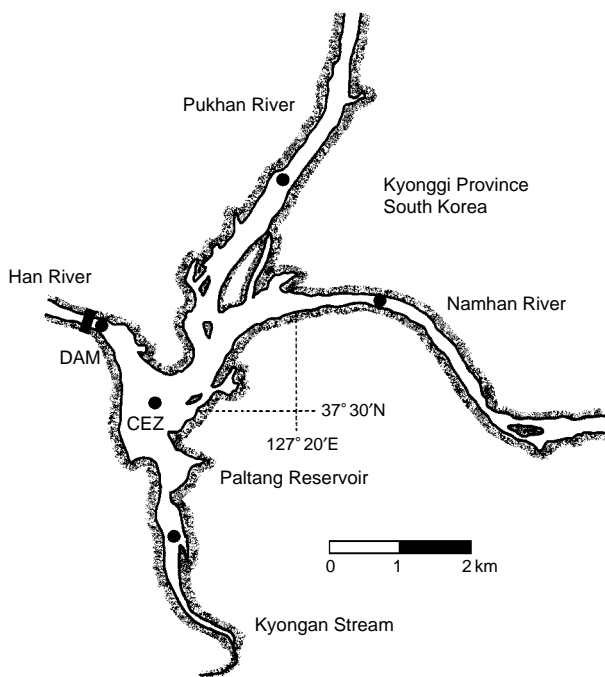 Pukhan River
Kyonggi Province
South Korea
Han River
Namhan River
DAM
CEZ
37° 30′N
127° 20′E
Paltang Reservoir
0 1 2 km
Kyongan Stream